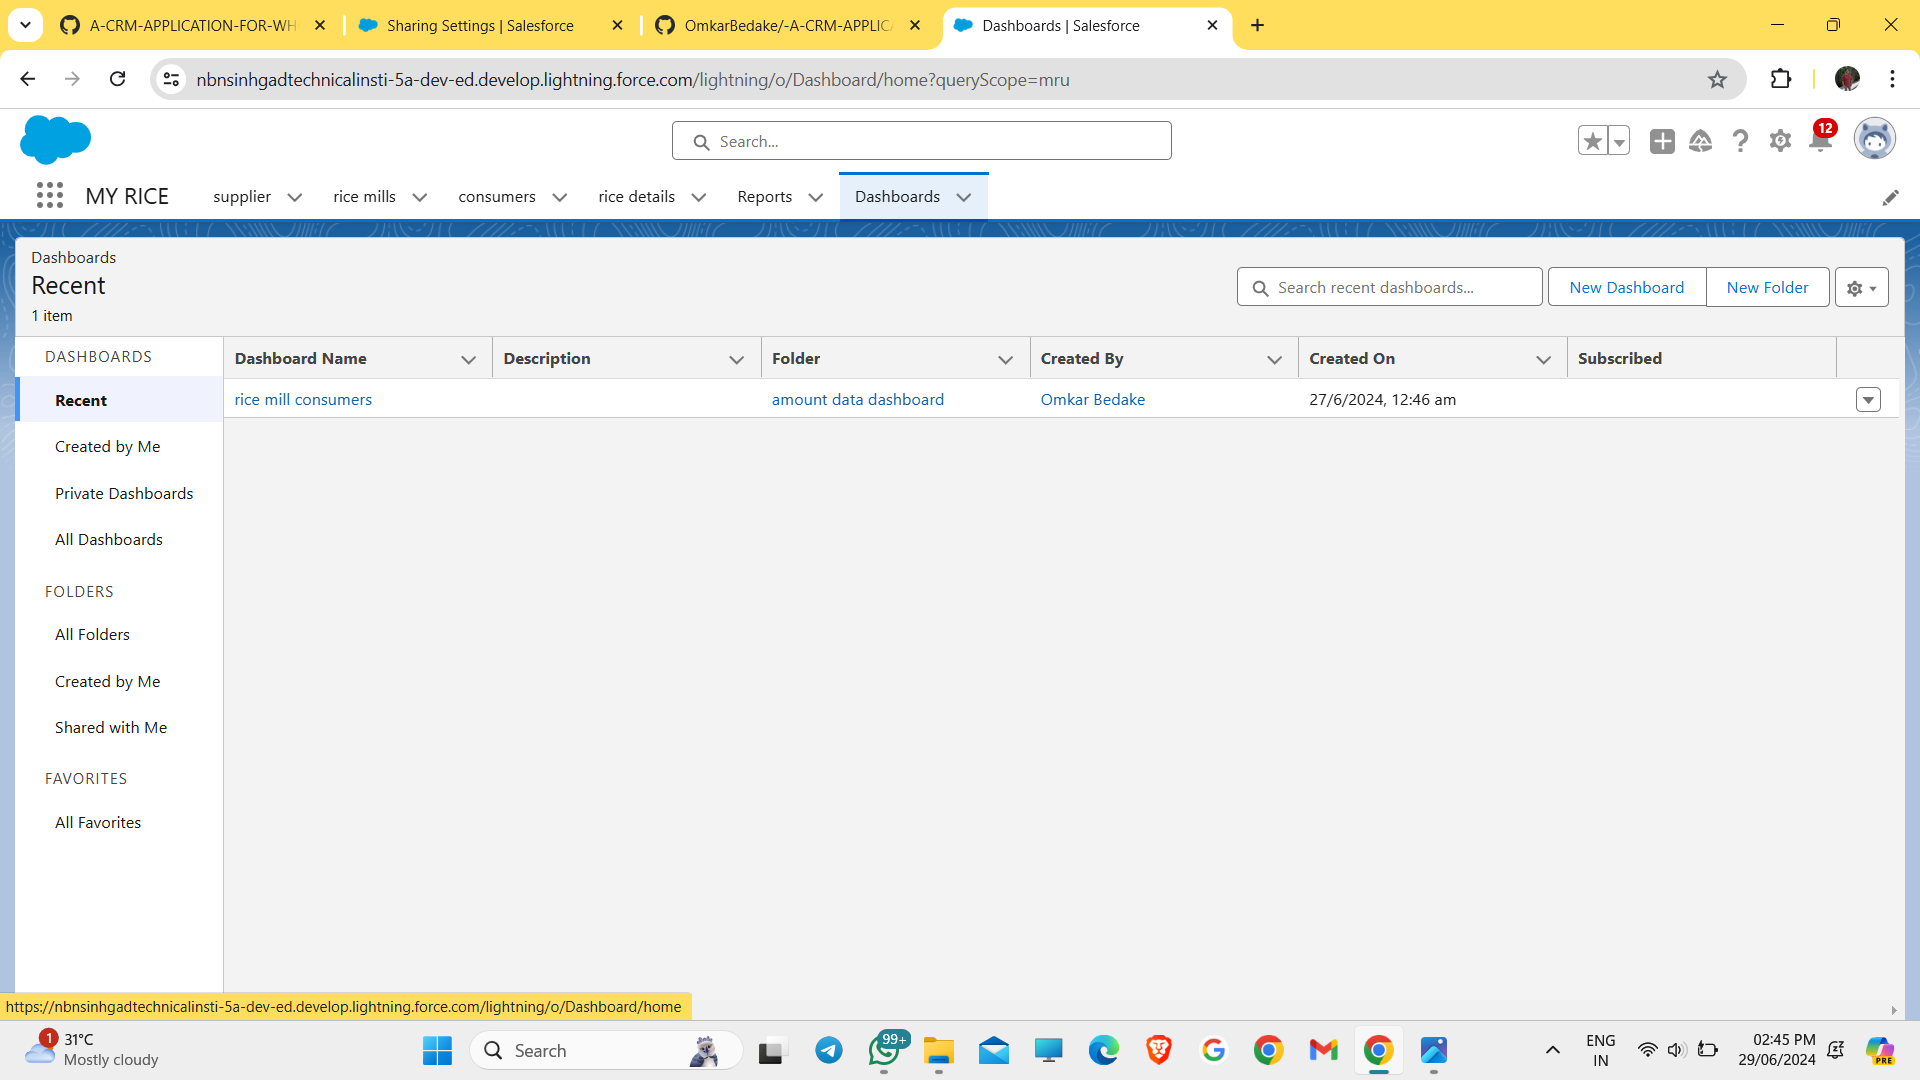 A-CRM-APPLICATION-FOR-WH
Sharing Settings | Salesforce
OmkarBedake/-A-CRM-APPLICA
Dashboards | Salesforce
nbnsinhgadtechnicalinsti-5a-dev-ed.develop.lightning.force.com/lightning/o/Dashboard/home?queryScope=mru
Search...
12
MY RICE
supplier
rice mills
consumers
rice details
Reports
Dashboards
Dashboards
Recent
1 item
Search recent dashboards...
New Dashboard
New Folder
DASHBOARDS
Recent
Created by Me
Private Dashboards
All Dashboards
FOLDERS
All Folders
Created by Me
Shared with Me
FAVORITES
All Favorites
Dashboard Name
Description
Folder
Created By
Created On
Subscribed
rice mill consumers
amount data dashboard
Omkar Bedake
27/6/2024, 12:46 am
https://nbnsinhgadtechnicalinsti-5a-dev-ed.develop.lightning.force.com/lightning/o/Dashboard/home
1
31°C
Mostly cloudy
Search
99+
ENG
IN
02:45 PM
29/06/2024
PRE